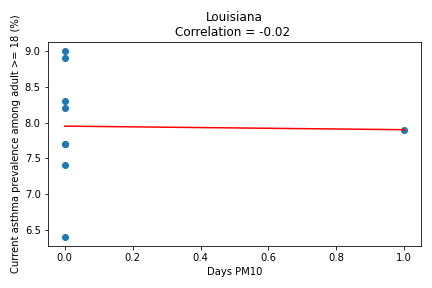 Louisiana
Correlation = -0.02
Current asthma prevalence among adult >= 18 (%)
9.0
8.5
8.0
7.5
7.0
6.5
0.0 0.2 0.4 0.6 0.8 1.0
Days PM10